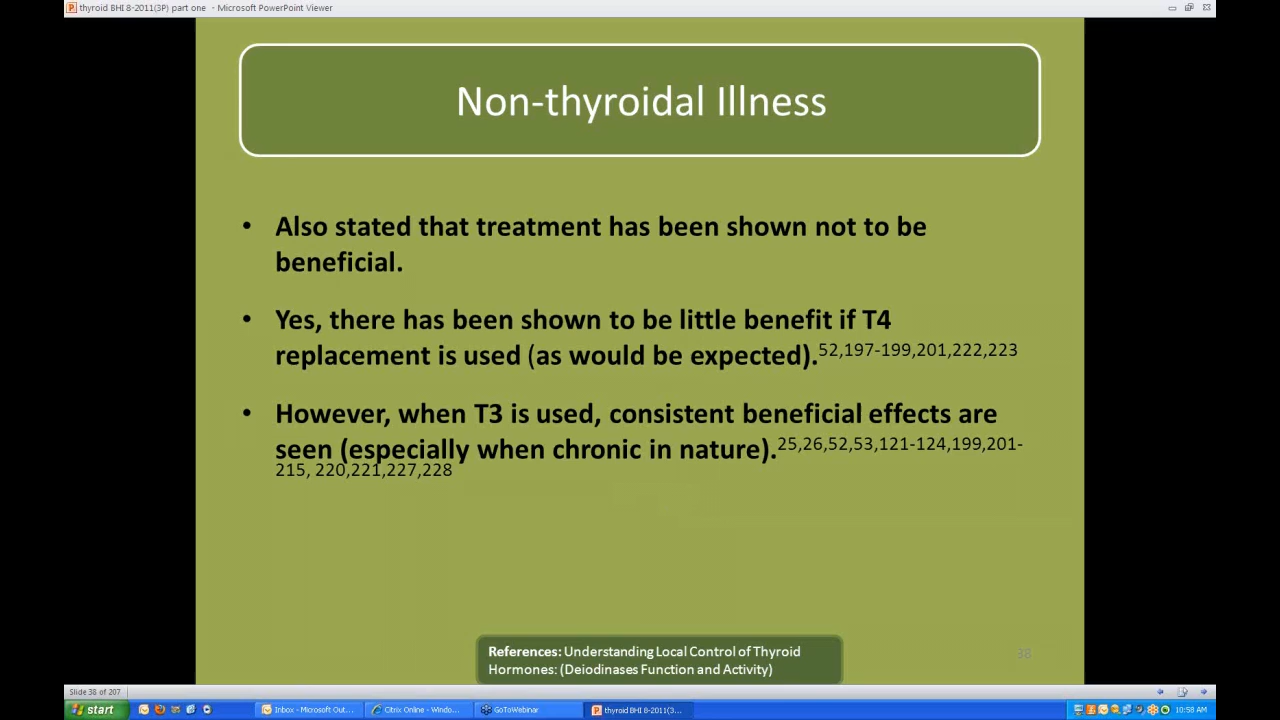 thyroid BHI 8-2011(3P) part one - Microsoft PowerPoint Viewer
Non-thyroidal Illness
• Also stated that treatment has been shown not to be
beneficial.
• Yes, there has been shown to be little benefit if T4
replacement is used (as would be expected).52,197-199,201,222,223
• However, when T3 is used, consistent beneficial effects are
seen (especially when chronic in nature).25,26,52,53,121-124,199,201-
215, 220,221,227,228
References: Understanding Local Control of Thyroid
Hormones: (Deiodinases Function and Activity)
38
Slide 38 of 207
start
Inbox - Microsoft Out...
Citrix Online - Windo...
GoToWebinar
thyroid BHI 8-2011(3...
10:58 AM